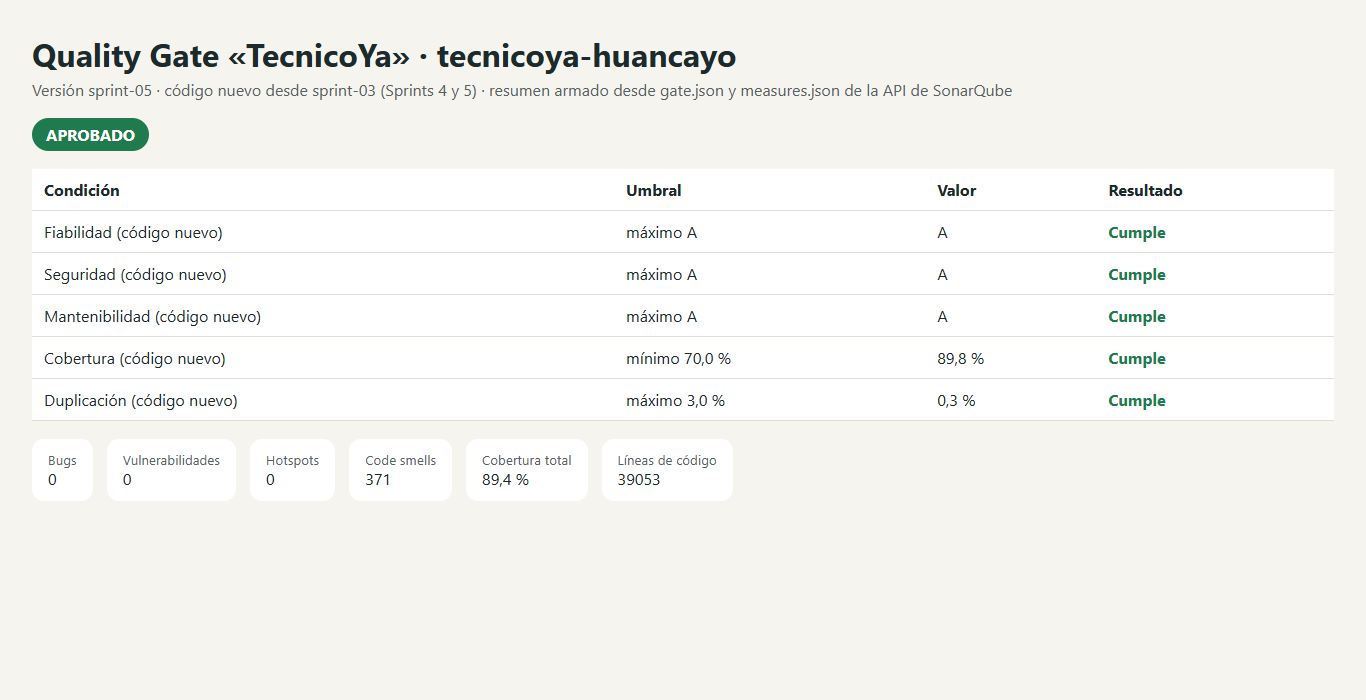 Quality Gate «TecnicoYa» · tecnicoya-huancayo
Versión sprint-05 · código nuevo desde sprint-03 (Sprints 4 y 5) · resumen armado desde gate.json y measures.json de la API de SonarQube
APROBADO
Condición Umbral Valor Resultado
Fiabilidad (código nuevo) máximo A A Cumple
Seguridad (código nuevo) máximo A A Cumple
Mantenibilidad (código nuevo) máximo A A Cumple
Cobertura (código nuevo) mínimo 70,0 % 89,8 % Cumple
Duplicación (código nuevo) máximo 3,0 % 0,3 % Cumple
Bugs Vulnerabilidades Hotspots Code smells Cobertura total Líneas de código
0 0 0 371 89,4 % 39053